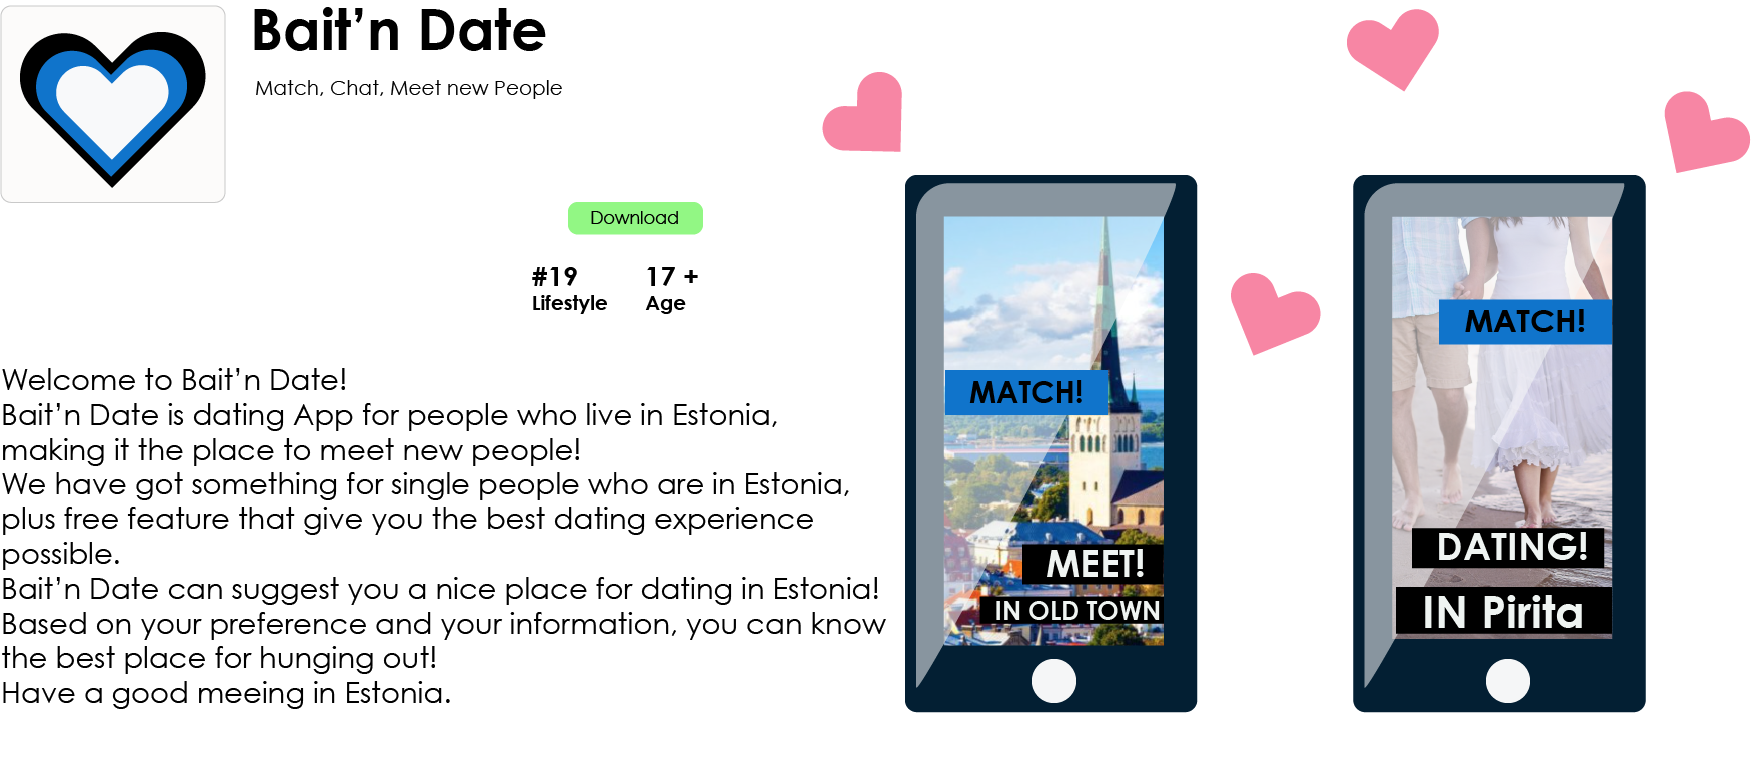 Bait’n Date
Match, Chat, Meet new People
Download
#19
Lifestyle
17 +
Age
Welcome to Bait’n Date!
Bait’n Date is dating App for people who live in Estonia,
making it the place to meet new people!
We have got something for single people who are in Estonia,
plus free feature that give you the best dating experience
possible.
Bait’n Date can suggest you a nice place for dating in Estonia!
Based on your preference and your information, you can know
the best place for hunging out!
Have a good meeing in Estonia.
MATCH!
MEET!
IN OLD TOWN
MATCH!
DATING!
IN Pirita